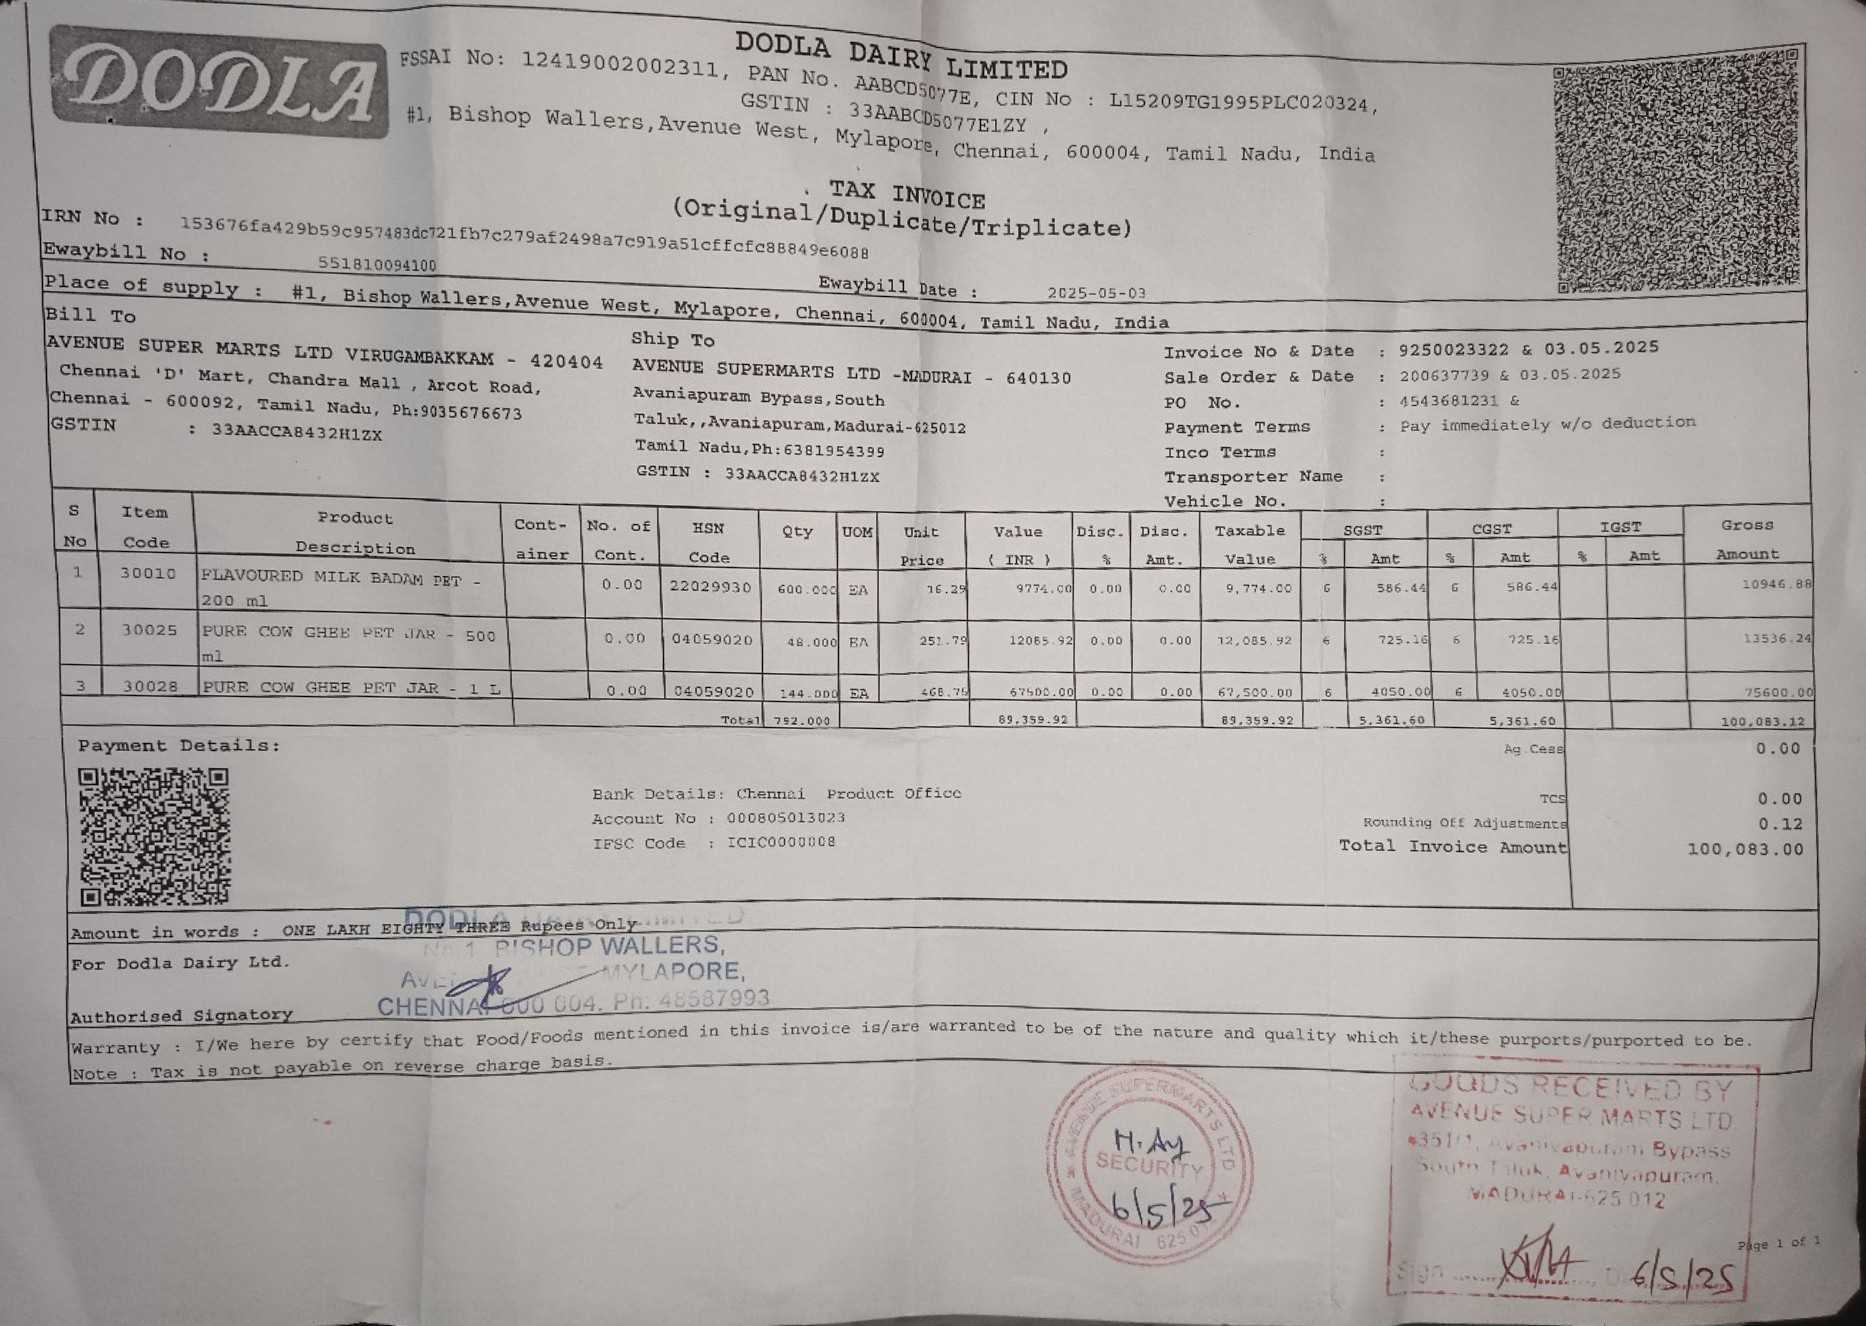 DODLA
DODLA DAIRY LIMITED
FSSAI No: 12419002002311, PAN No. AABCD5077E, CIN No : L15209TG1995PLC020324,
GSTIN : 33AABCD5077E1ZY ,
#1, Bishop Wallers,Avenue West, Mylapore, Chennai, 600004, Tamil Nadu, India
TAX INVOICE
(Original/Duplicate/Triplicate)
IRN No : 153676fa429b59c957483dc721fb7c279af2498a7c919a51cffcfc88849e6088
Ewaybill No : 551810094100 Ewaybill Date : 2025-05-03
Place of supply : #1, Bishop Wallers,Avenue West, Mylapore, Chennai, 600004, Tamil Nadu, India
Bill To
AVENUE SUPER MARTS LTD VIRUGAMBAKKAM - 420404
Chennai 'D' Mart, Chandra Mall , Arcot Road,
Chennai - 600092, Tamil Nadu, Ph:9035676673
GSTIN : 33AACCA8432H1ZX
Ship To
AVENUE SUPERMARTS LTD -MADURAI - 640130
Avaniapuram Bypass,South
Taluk,,Avaniapuram,Madurai-625012
Tamil Nadu,Ph:6381954399
GSTIN : 33AACCA8432H1ZX
Invoice No & Date : 9250023322 & 03.05.2025
Sale Order & Date : 200637739 & 03.05.2025
PO No. : 4543681231 &
Payment Terms : Pay immediately w/o deduction
Inco Terms :
Transporter Name :
Vehicle No. :
S No Item Code Product Description Cont-ainer No. of Cont. HSN Code Qty UOM Unit Price Value ( INR ) Disc. % Disc. Amt. Taxable Value SGST % Amt CGST % Amt IGST % Amt Gross Amount
1 30010 FLAVOURED MILK BADAM PET - 0.00 22029930 600.000 EA 16.29 9774.00 0.00 0.00 9,774.00 6 586.44 6 586.44 10946.88
200 ml
2 30025 PURE COW GHEE PET JAR - 500 0.00 04059020 48.000 EA 251.79 12085.92 0.00 0.00 12,085.92 6 725.16 6 725.16 13536.24
ml
3 30028 PURE COW GHEE PET JAR - 1 L 0.00 04059020 144.000 EA 468.75 67500.00 0.00 0.00 67,500.00 6 4050.00 6 4050.00 75600.00
Total 792.000 89,359.92 89,359.92 5,361.60 5,361.60 100,083.12
Payment Details:
Bank Details: Chennai Product Office
Account No : 000805013023
IFSC Code : ICIC0000008
Ag.Cess 0.00
TCS 0.00
Rounding Off Adjustments 0.12
Total Invoice Amount 100,083.00
Amount in words : ONE LAKH EIGHTY THREE Rupees Only
For Dodla Dairy Ltd.
Authorised Signatory
DODLA LIMITED
No.1, BISHOP WALLERS,
MYLAPORE,
CHENNAI-600 004. Ph: 48587993
Warranty : I/We here by certify that Food/Foods mentioned in this invoice is/are warranted to be of the nature and quality which it/these purports/purported to be.
Note : Tax is not payable on reverse charge basis.
AVENUE SUPERMARTS LTD
SECURITY
6/5/25
MADURAI 625 0
GOODS RECEIVED BY
AVENUE SUPER MARTS LTD
#351/1, Avaniyapuram Bypass
South Taluk, Avaniyapuram,
MADURAI-625 012
Sign
6/5/25
Page 1 of 1